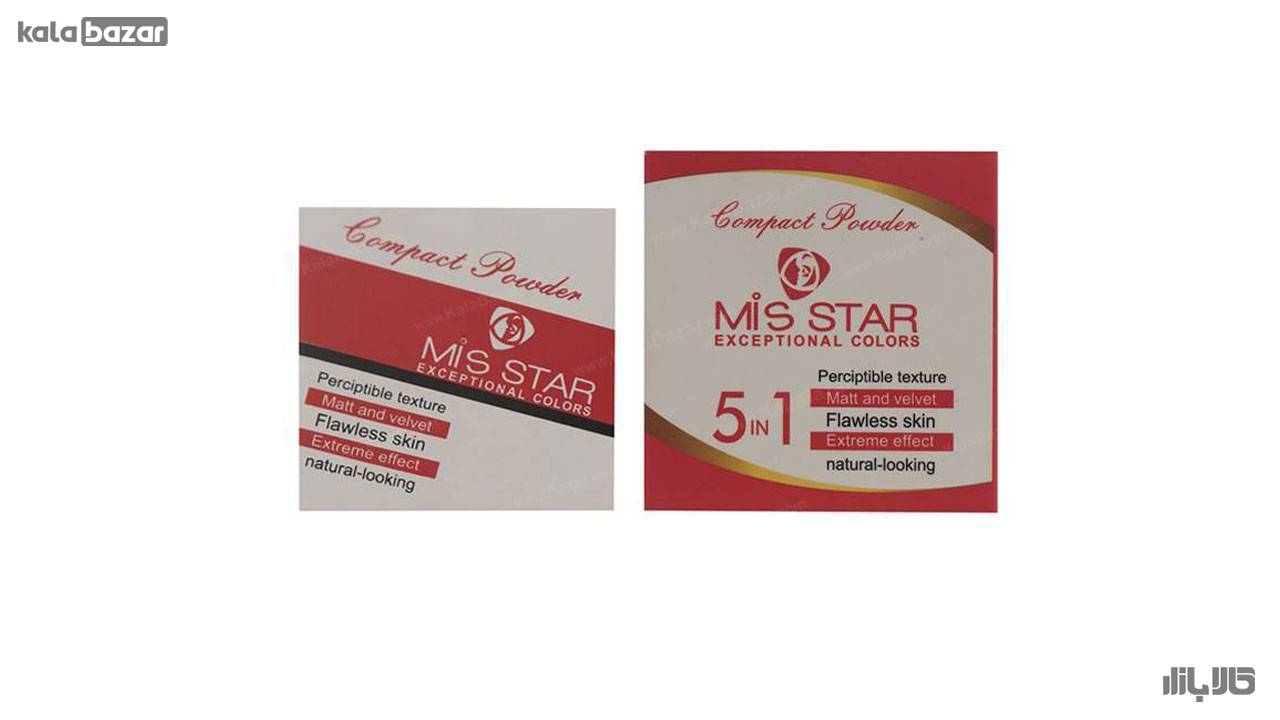 kala bazar
Compact Powder
MiS STAR
EXCEPTIONAL COLORS
Perciptible texture
Matt and velvet
Flawless skin
Extreme effect
natural-looking
Compact Powder
MiS STAR
EXCEPTIONAL COLORS
5 IN 1
Perciptible texture
Matt and velvet
Flawless skin
Extreme effect
natural-looking
کالا بازار